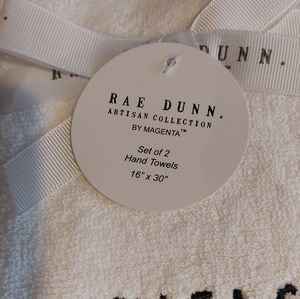 RAE DUNN.
ARTISAN COLLECTION
BY MAGENTA™
Set of 2
Hand Towels
16" x 30"